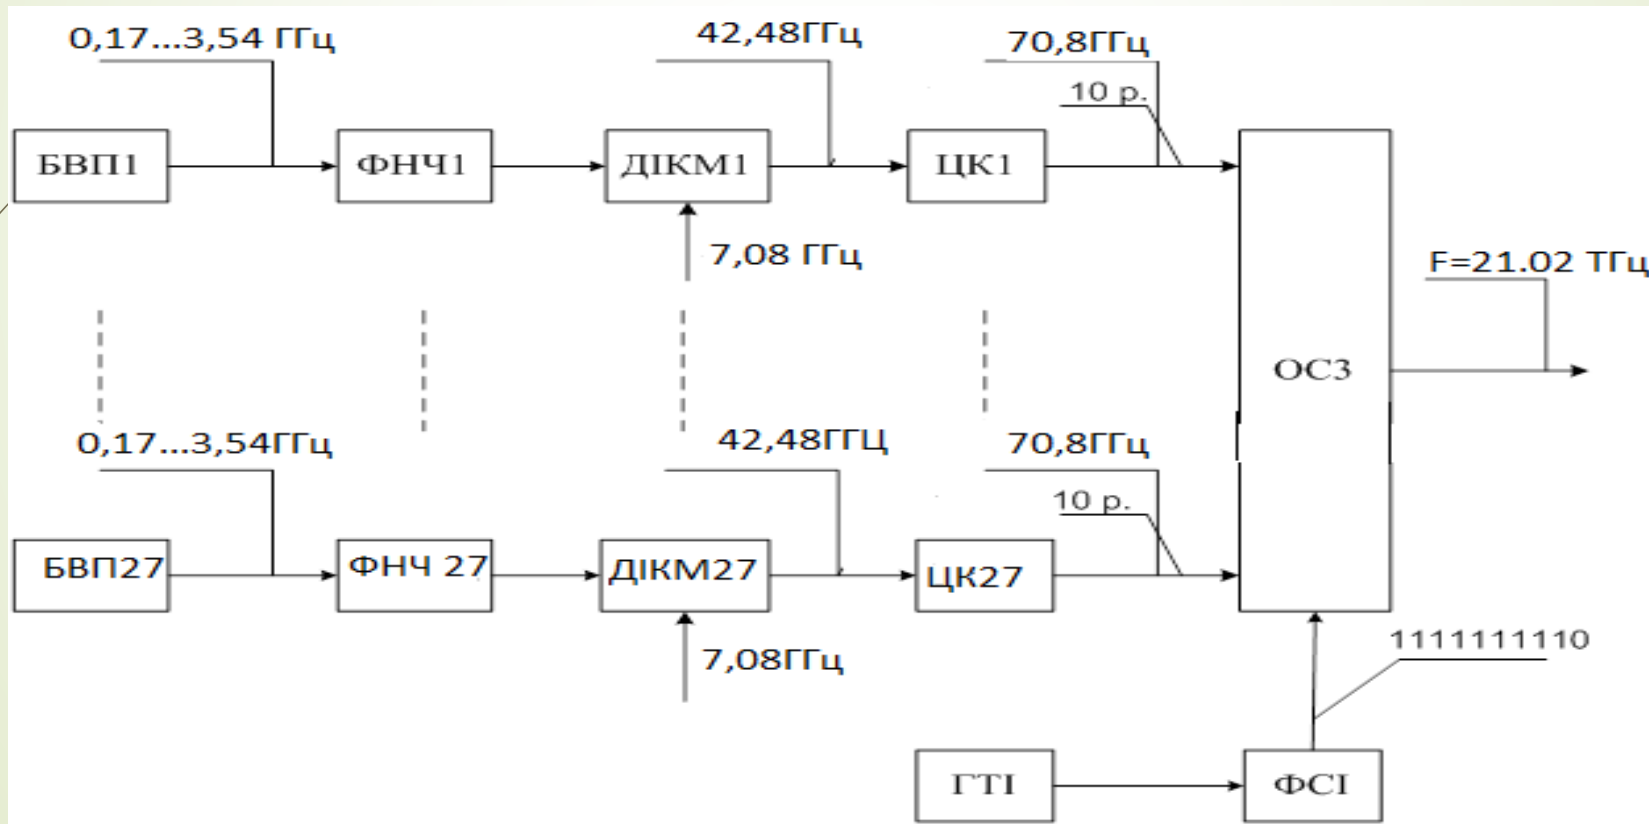 0,17...3,54 ГГц
42,48ГГц
70,8ГГц
10 р.
БВП1
ФНЧ1
ДІКМ1
ЦК1
7,08 ГГц
F=21.02 ТГц
ОСЗ
0,17...3,54ГГц
42,48ГГЦ
70,8ГГц
10 р.
БВП27
ФНЧ 27
ДІКМ27
ЦК27
7,08ГГц
1111111110
ГТІ
ФСІ